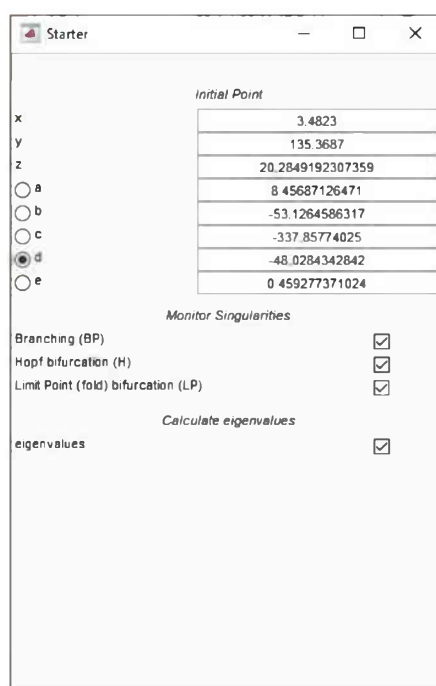 Starter
Initial Point
x 3.4823
y 135.3687
z 20.2849192307359
a 8.45687126471
b -53.1264586317
c -337.85774025
d -48.0284342842
e 0.459277371024
Monitor Singularities
Branching (BP)
Hopf bifurcation (H)
Limit Point (fold) bifurcation (LP)
Calculate eigenvalues
eigenvalues